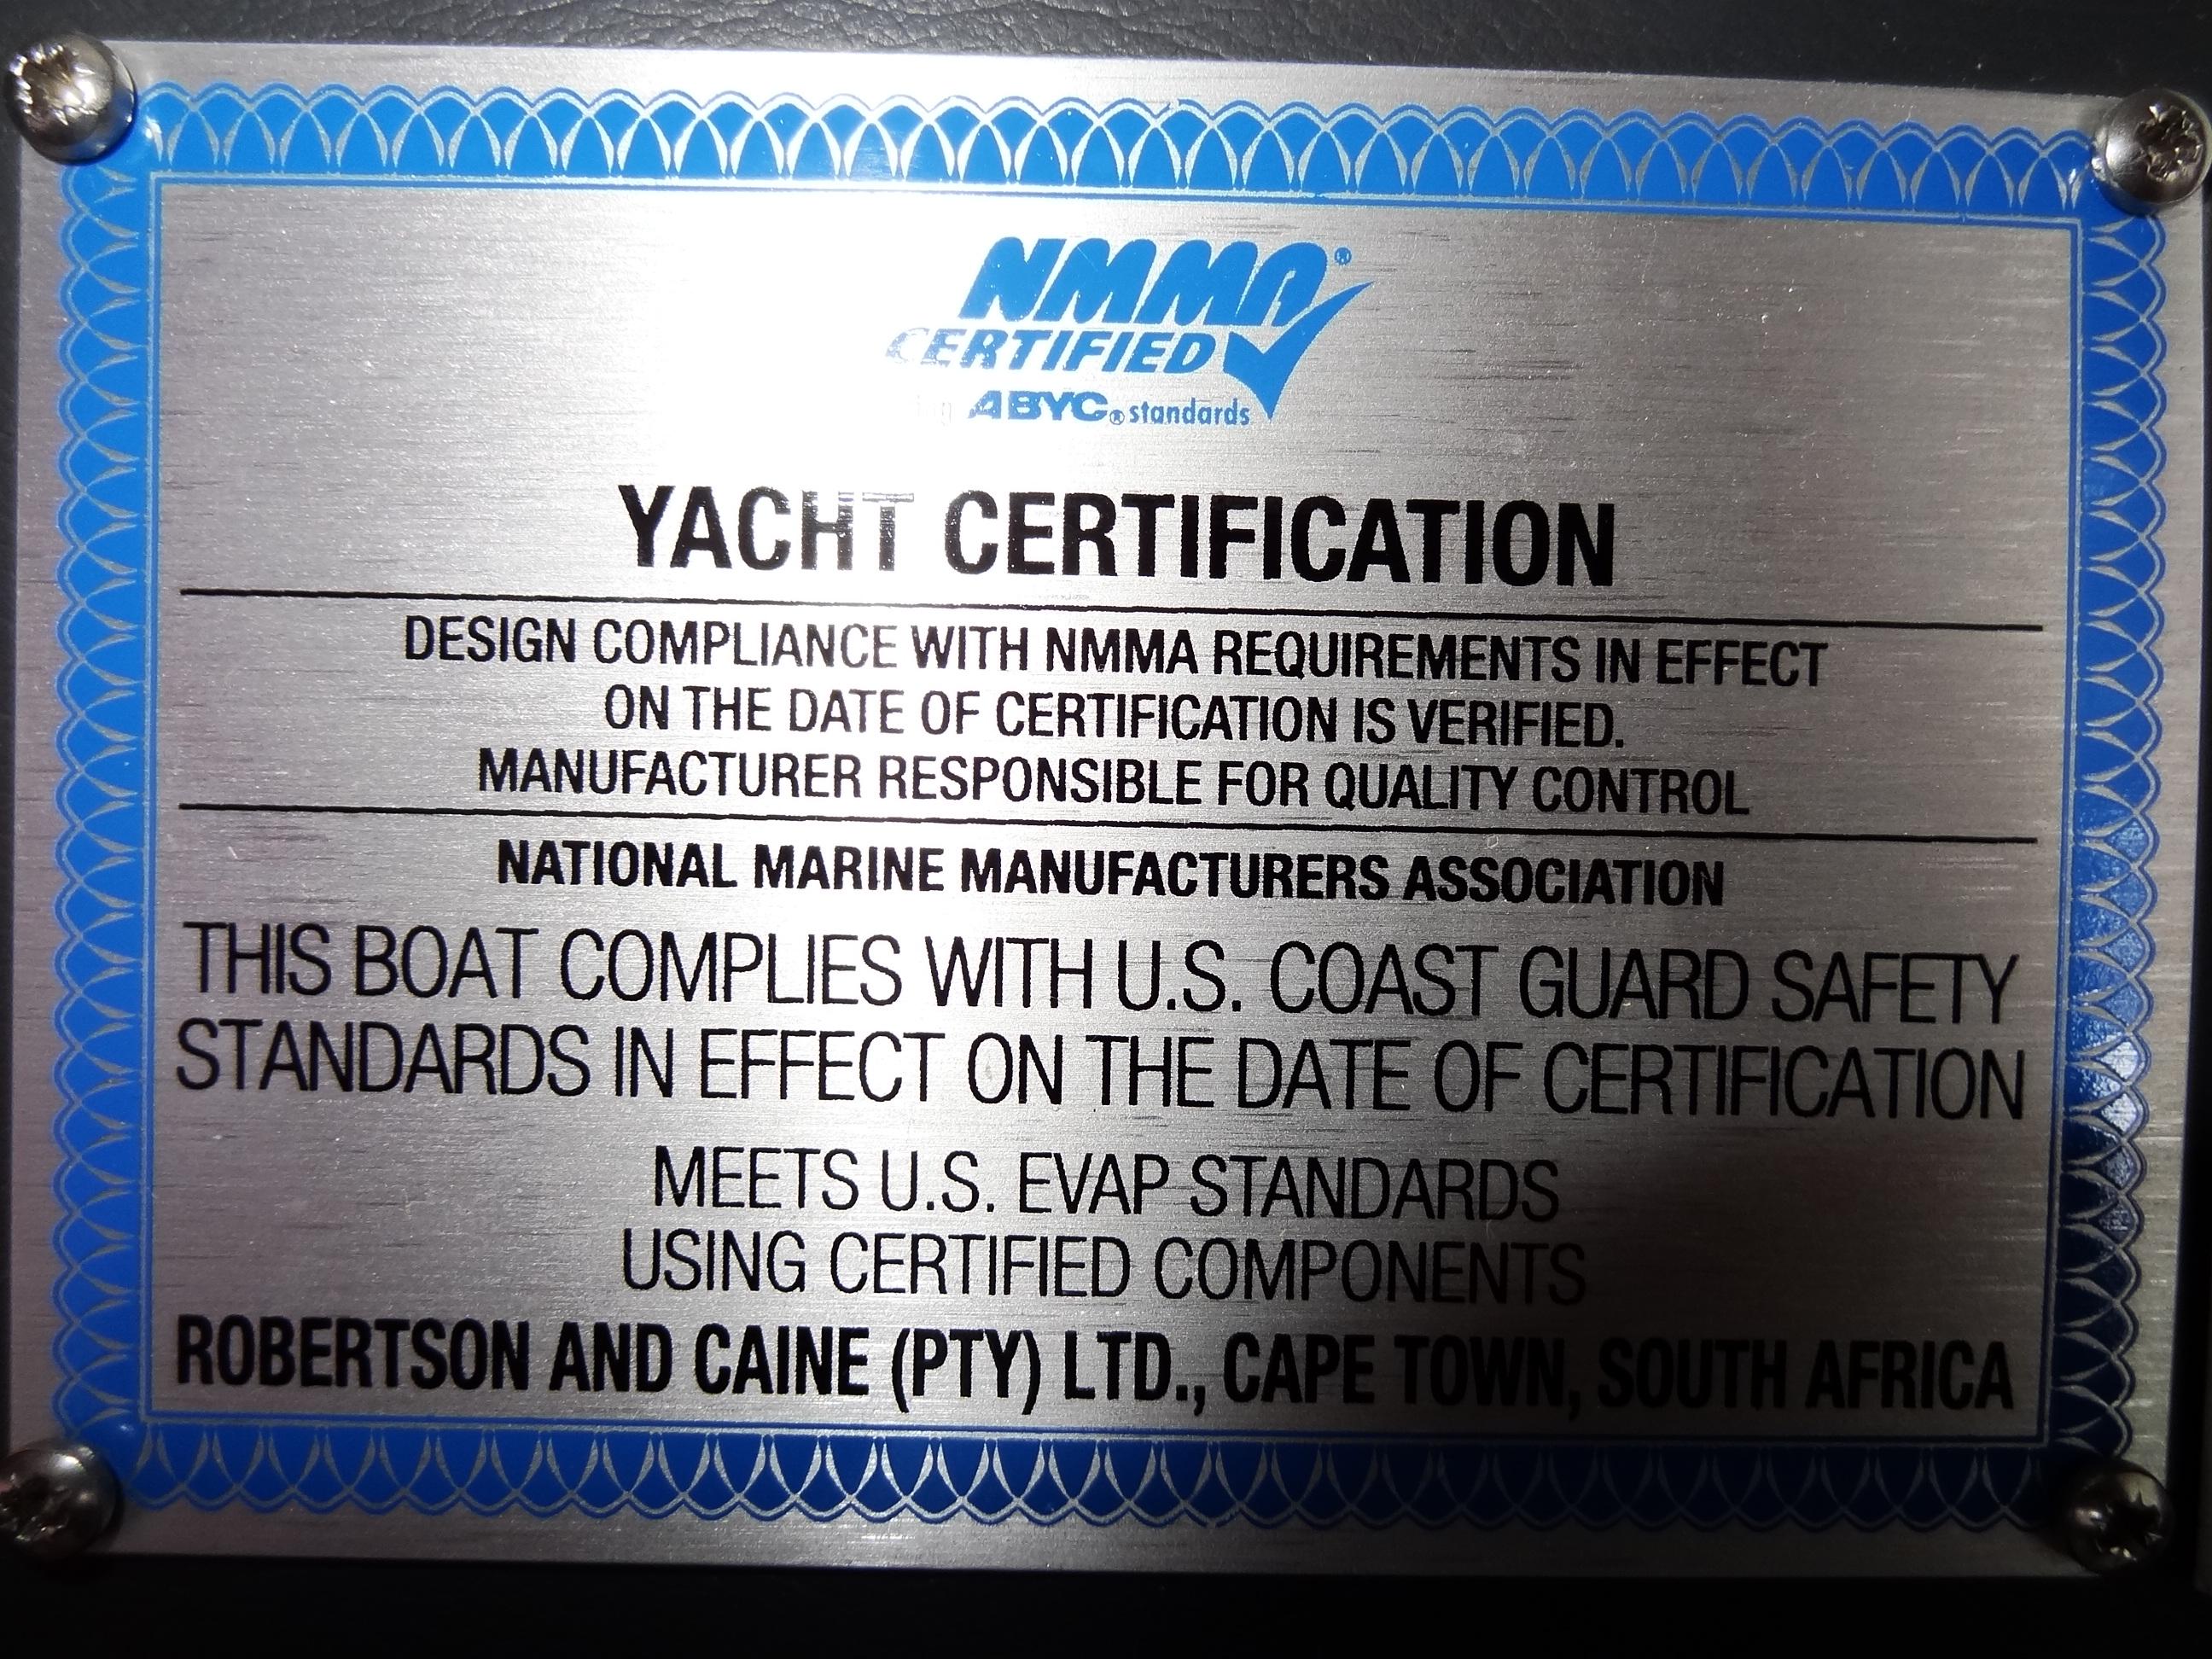 NMMA®
CERTIFIED
ABYC® standards
YACHT CERTIFICATION
DESIGN COMPLIANCE WITH NMMA REQUIREMENTS IN EFFECT
ON THE DATE OF CERTIFICATION IS VERIFIED.
MANUFACTURER RESPONSIBLE FOR QUALITY CONTROL
NATIONAL MARINE MANUFACTURERS ASSOCIATION
THIS BOAT COMPLIES WITH U.S. COAST GUARD SAFETY
STANDARDS IN EFFECT ON THE DATE OF CERTIFICATION
MEETS U.S. EVAP STANDARDS
USING CERTIFIED COMPONENTS
ROBERTSON AND CAINE (PTY) LTD., CAPE TOWN, SOUTH AFRICA